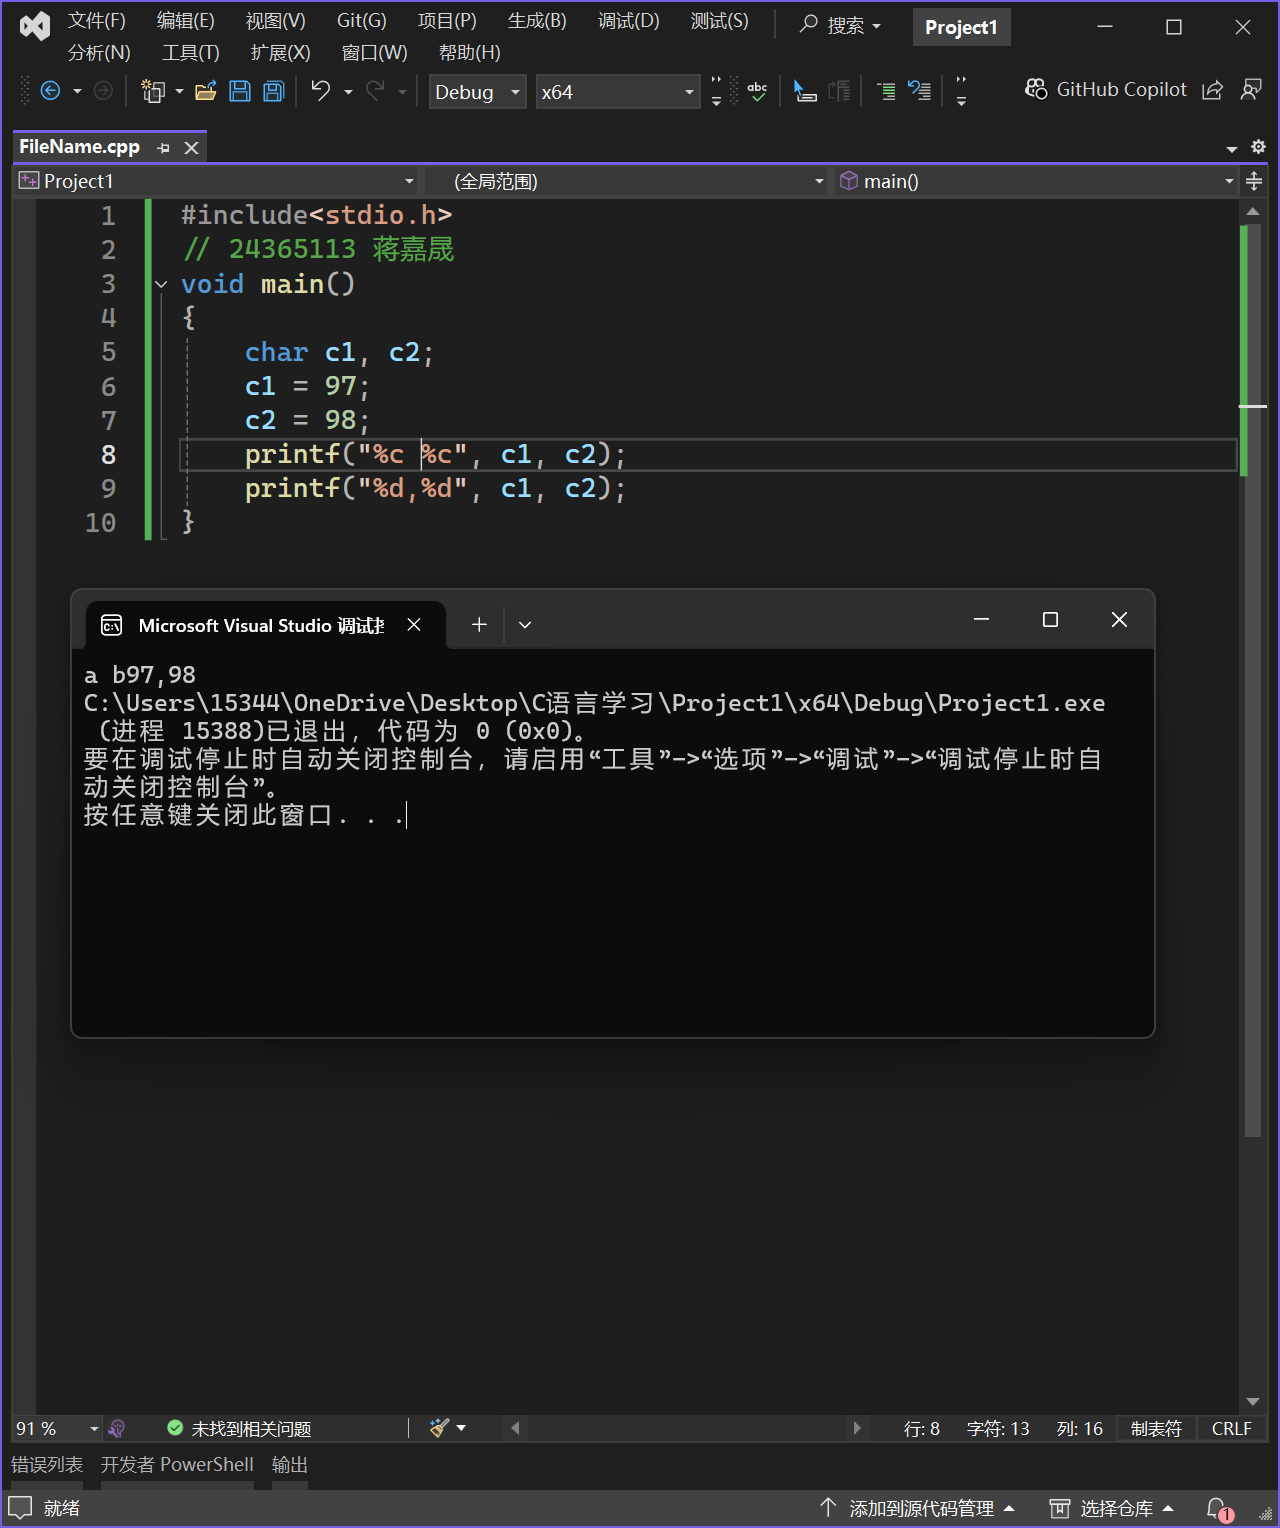 文件(F) 编辑(E) 视图(V) Git(G) 项目(P) 生成(B) 调试(D) 测试(S) 搜索 Project1
分析(N) 工具(T) 扩展(X) 窗口(W) 帮助(H)
Debug x64 abc GitHub Copilot
FileName.cpp
Project1 (全局范围) main()
1 #include<stdio.h>
2 // 24365113 蒋嘉晟
3 void main()
4 {
5 char c1, c2;
6 c1 = 97;
7 c2 = 98;
8 printf("%c %c", c1, c2);
9 printf("%d,%d", c1, c2);
10 }
Microsoft Visual Studio 调试
a b97,98
C:\Users\15344\OneDrive\Desktop\C语言学习\Project1\x64\Debug\Project1.exe
(进程 15388)已退出，代码为 0 (0x0)。
要在调试停止时自动关闭控制台，请启用“工具”->“选项”->“调试”->“调试停止时自
动关闭控制台”。
按任意键关闭此窗口. . .
91 % 未找到相关问题 行: 8 字符: 13 列: 16 制表符 CRLF
错误列表 开发者 PowerShell 输出
就绪 添加到源代码管理 选择仓库 1